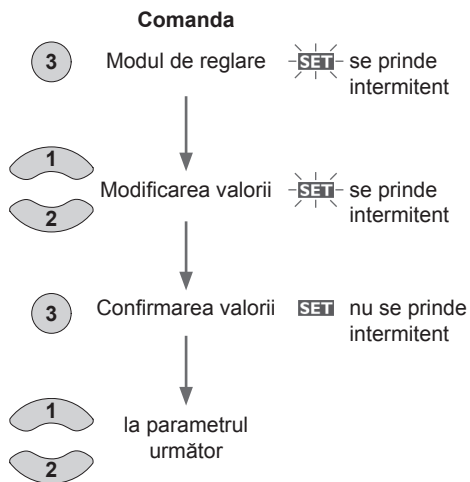 Comanda
3 Modul de reglare SET se prinde
intermitent
1
Modificarea valorii SET se prinde
2 intermitent
3 Confirmarea valorii SET nu se prinde
intermitent
1
la parametrul
următor
2